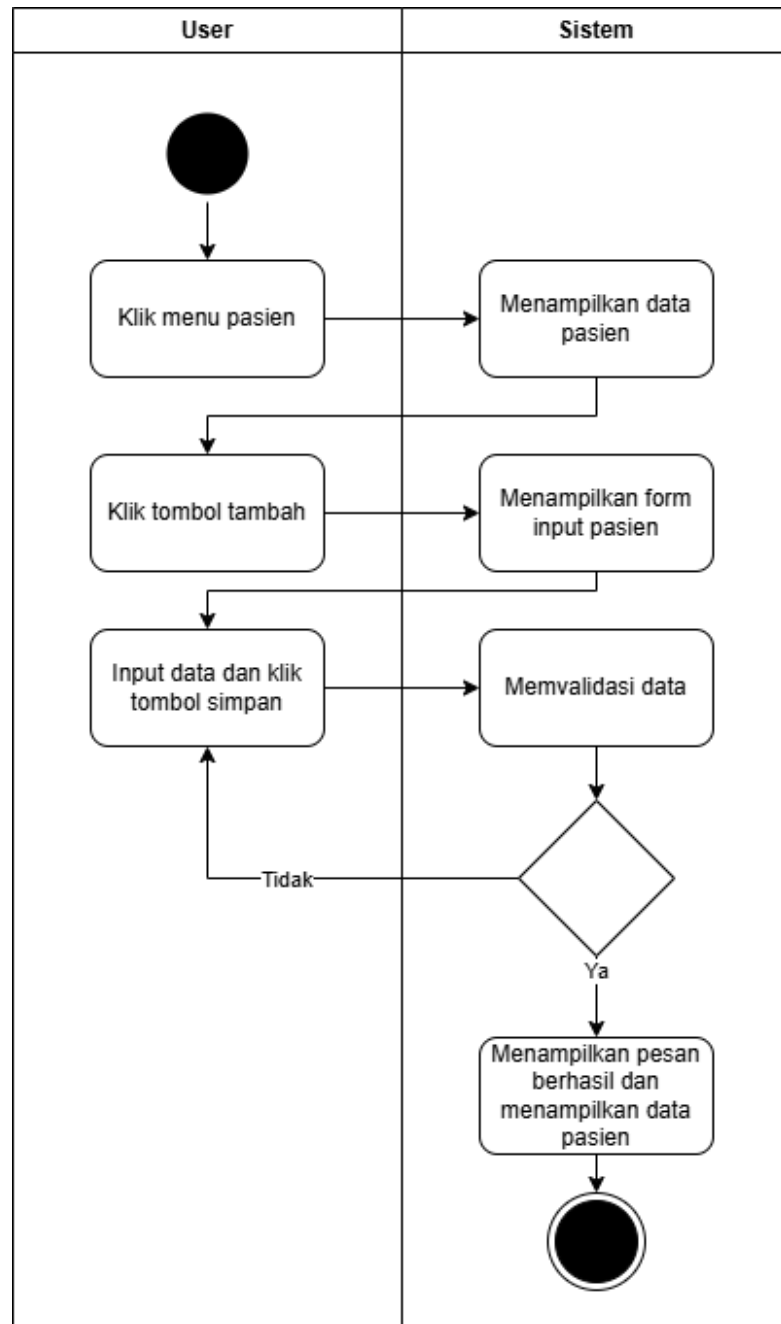 User
Sistem
Klik menu pasien
Menampilkan data
pasien
Klik tombol tambah
Menampilkan form
input pasien
Input data dan klik
tombol simpan
Memvalidasi data
Tidak
Ya
Menampilkan pesan
berhasil dan
menampilkan data
pasien